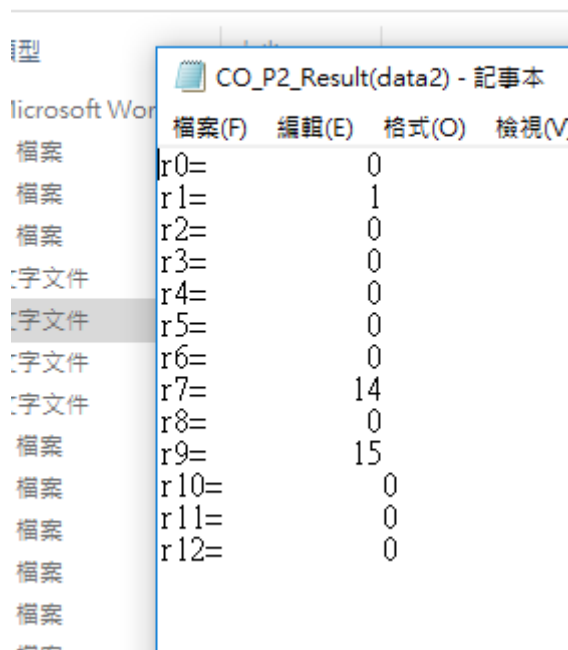 型
Microsoft Wor
檔案
檔案
檔案
文字文件
文字文件
文字文件
文字文件
檔案
檔案
檔案
檔案
檔案
CO_P2_Result(data2) - 記事本
檔案(F) 編輯(E) 格式(O) 檢視(V)
r0= 0
r1= 1
r2= 0
r3= 0
r4= 0
r5= 0
r6= 0
r7= 14
r8= 0
r9= 15
r10= 0
r11= 0
r12= 0